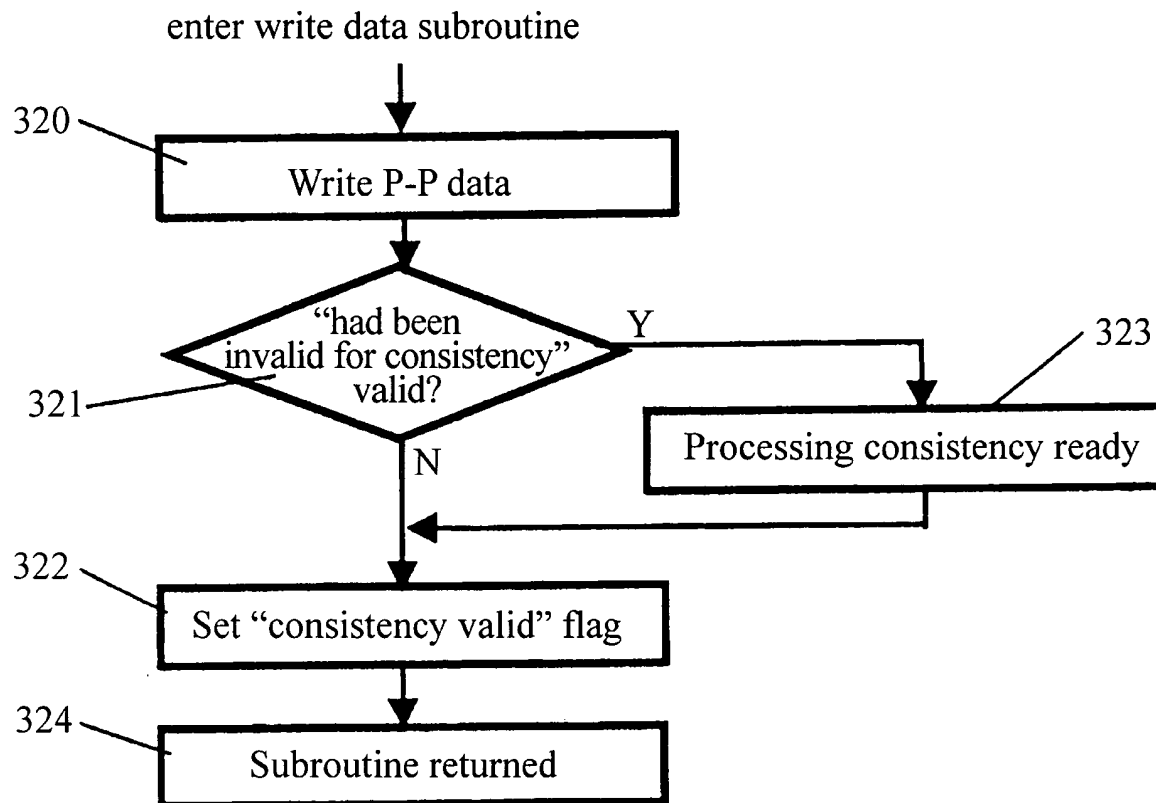 enter write data subroutine
320
Write P-P data
“had been
invalid for consistency”
valid?
Y
323
321
Processing consistency ready
N
322
Set “consistency valid” flag
324
Subroutine returned